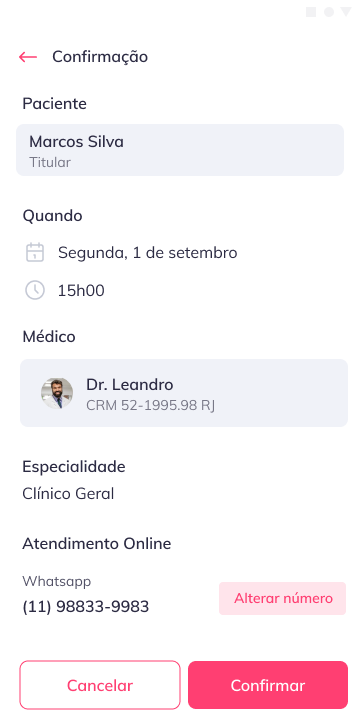 Confirmação
Paciente
Marcos Silva
Titular
Quando
Segunda, 1 de setembro
15h00
Médico
Dr. Leandro
CRM 52-1995.98 RJ
Especialidade
Clínico Geral
Atendimento Online
Whatsapp
(11) 98833-9983
Alterar número
Cancelar
Confirmar